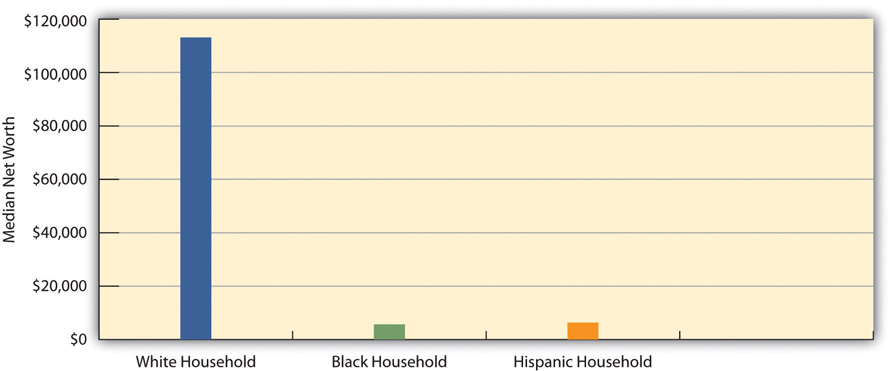 $120,000
$100,000
$80,000
$60,000
$40,000
$20,000
$0
Median Net Worth
White Household
Black Household
Hispanic Household